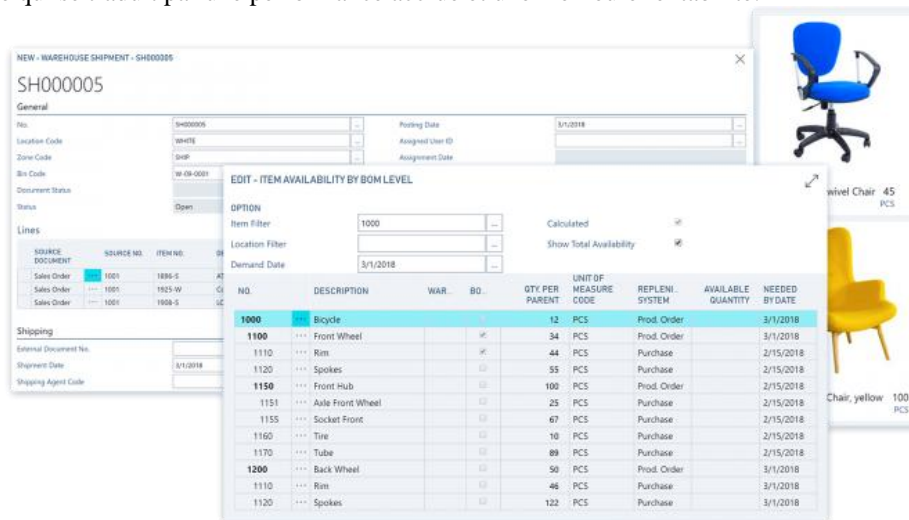 NEW - WAREHOUSE SHIPMENT - SH000005
SH000005
General
No. SH000005 ...
Location Code WHITE ...
Zone Code SHIP ...
Bin Code W-09-0001
Document Status
Status Open
Posting Date 3/1/2018 ...
Assigned User ID ...
Assignment Date
Lines
SOURCE DOCUMENT SOURCE NO. ITEM NO.
Sales Order ... 1001 1896-S
Sales Order ... 1001 1925-W
Sales Order ... 1001 1908-S
Shipping
External Document No.
Shipment Date 3/1/2018
Shipping Agent Code
EDIT - ITEM AVAILABILITY BY BOM LEVEL
OPTION
Item Filter 1000 ... Calculated
Location Filter ... Show Total Availability
Demand Date 3/1/2018 ...
NO. DESCRIPTION WAR... BO... QTY. PER PARENT UNIT OF MEASURE CODE REPLENI... SYSTEM AVAILABLE QUANTITY NEEDED BY DATE
1000 ... Bicycle 12 PCS Prod. Order 3/1/2018
1100 ... Front Wheel 34 PCS Prod. Order 3/1/2018
1110 ... Rim 44 PCS Purchase 2/15/2018
1120 ... Spokes 55 PCS Purchase 2/15/2018
1150 ... Front Hub 100 PCS Prod. Order 2/15/2018
1151 ... Axle Front Wheel 25 PCS Purchase 2/15/2018
1155 ... Socket Front 67 PCS Purchase 2/15/2018
1160 ... Tire 10 PCS Purchase 2/15/2018
1170 ... Tube 89 PCS Purchase 2/15/2018
1200 ... Back Wheel 50 PCS Prod. Order 3/1/2018
1110 ... Rim 46 PCS Purchase 3/1/2018
1120 ... Spokes 122 PCS Purchase 3/1/2018
wivel Chair 45
PCS
Chair, yellow 100
PCS